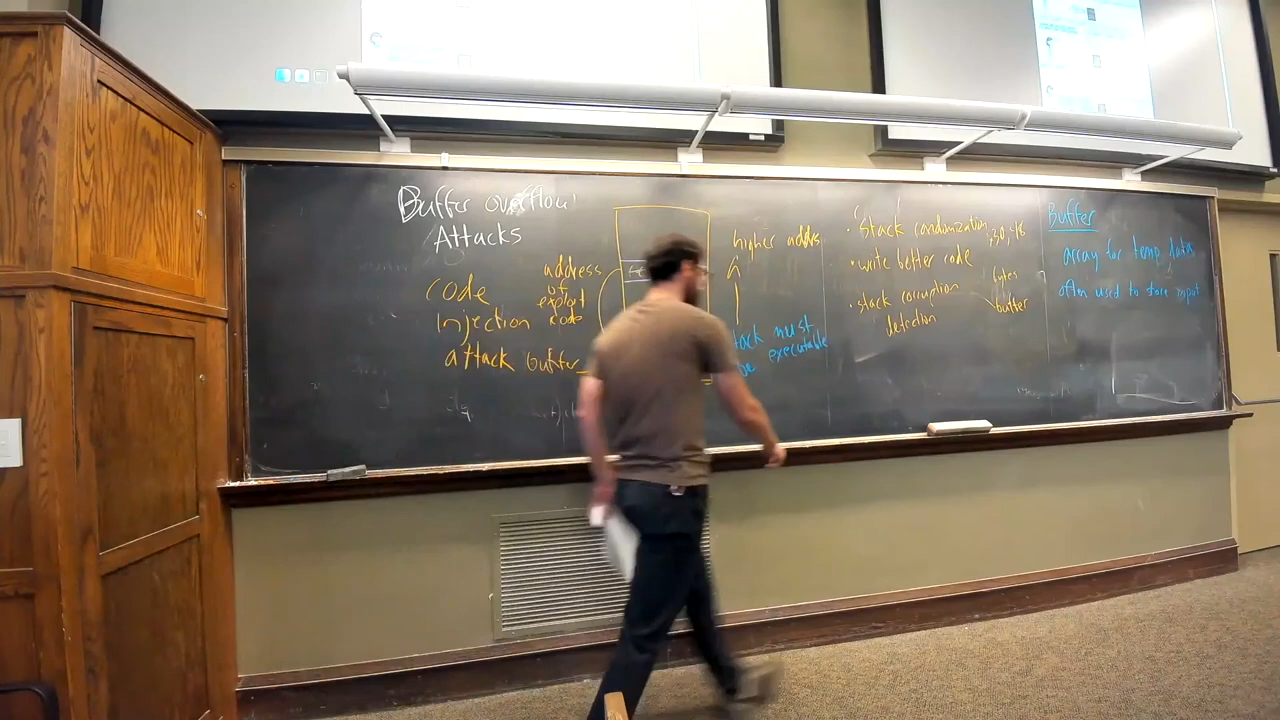 Buffer overflow
Attacks
code
Injection
attack buffer
address
of
exploit
code
higher addrs
must
be executable
• Stack randomization
• write better code
• stack corruption
detection
bytes
buffer
Buffer
array for temp data
often used to store input